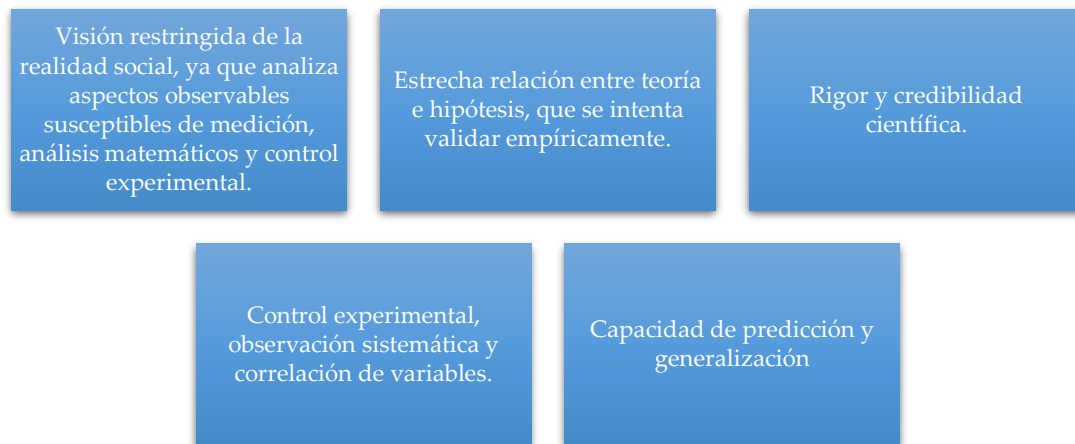 Visión restringida de la
realidad social, ya que analiza
aspectos observables
susceptibles de medición,
análisis matemáticos y control
experimental.
Estrecha relación entre teoría
e hipótesis, que se intenta
validar empíricamente.
Rigor y credibilidad
científica.
Control experimental,
observación sistemática y
correlación de variables.
Capacidad de predicción y
generalización